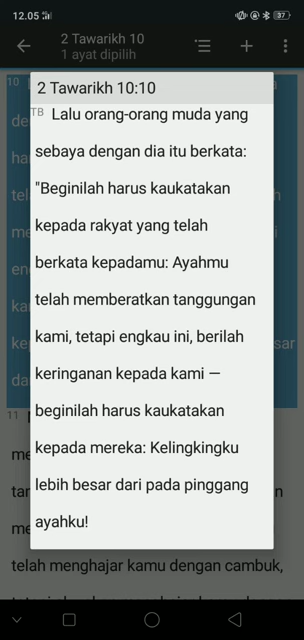 12.05
37
2 Tawarikh 10
1 ayat dipilih
10
2 Tawarikh 10:10
TB Lalu orang-orang muda yang
sebaya dengan dia itu berkata:
"Beginilah harus kaukatakan
kepada rakyat yang telah
berkata kepadamu: Ayahmu
telah memberatkan tanggungan
kami, tetapi engkau ini, berilah
keringanan kepada kami —
beginilah harus kaukatakan
kepada mereka: Kelingkingku
lebih besar dari pada pinggang
ayahku!
11
telah menghajar kamu dengan cambuk,